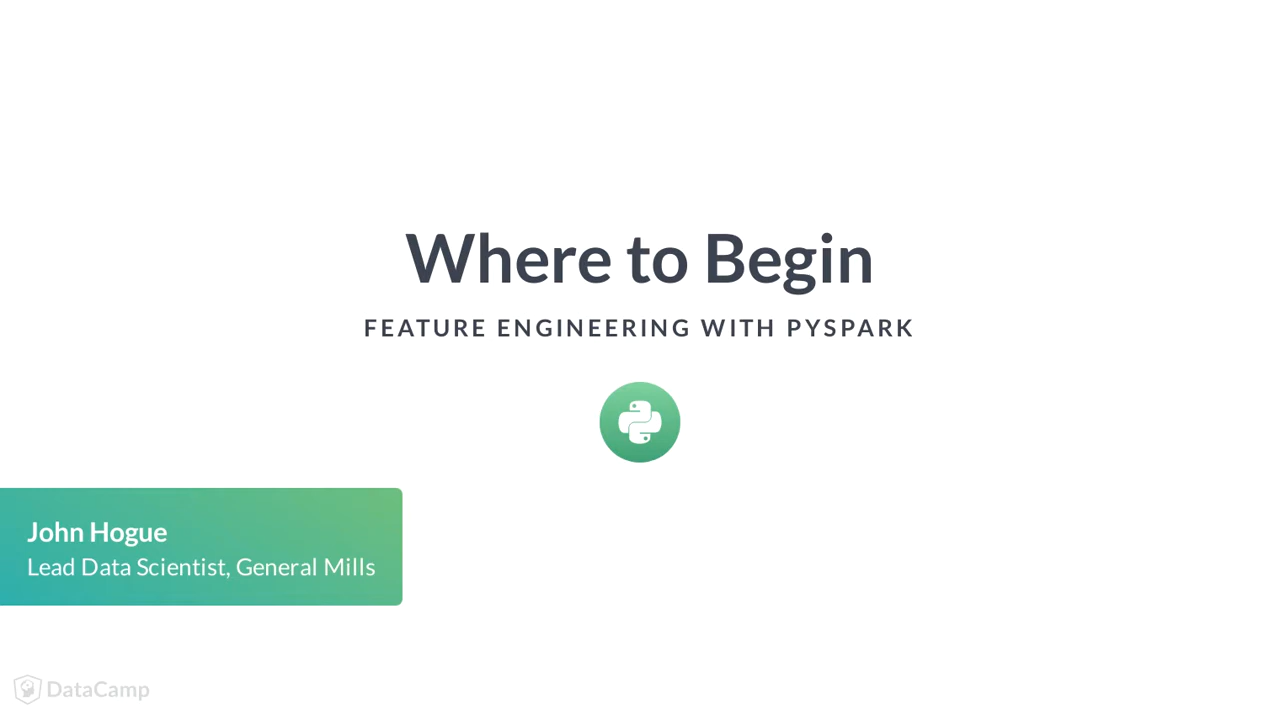 Where to Begin
FEATURE ENGINEERING WITH PYSPARK
John Hogue
Lead Data Scientist, General Mills
DataCamp